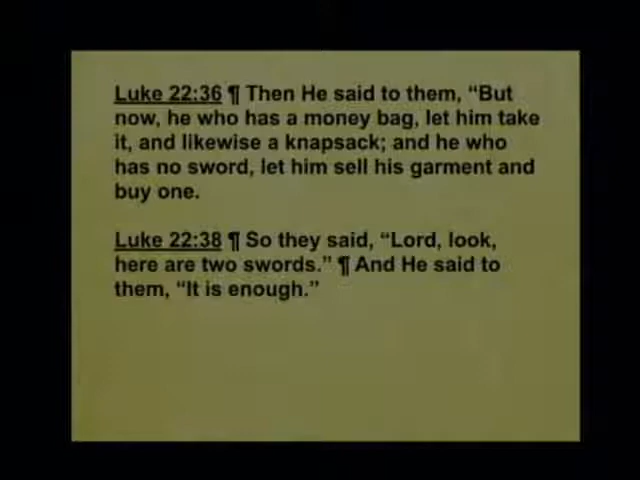 Luke 22:36 ¶ Then He said to them, “But
now, he who has a money bag, let him take
it, and likewise a knapsack; and he who
has no sword, let him sell his garment and
buy one.
Luke 22:38 ¶ So they said, “Lord, look,
here are two swords.” ¶ And He said to
them, “It is enough.”